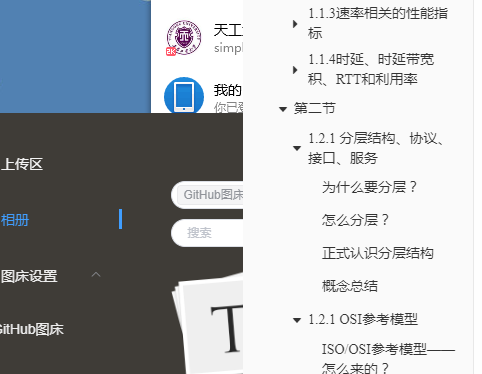 天工
simpl
我的
你已登
上传区
相册
图床设置
GitHub图床
GitHub图床
搜索
T
1.1.3速率相关的性能指
标
1.1.4时延、时延带宽
积、RTT和利用率
第二节
1.2.1 分层结构、协议、
接口、服务
为什么要分层？
怎么分层？
正式认识分层结构
概念总结
1.2.1 OSI参考模型
ISO/OSI参考模型——
怎么来的？